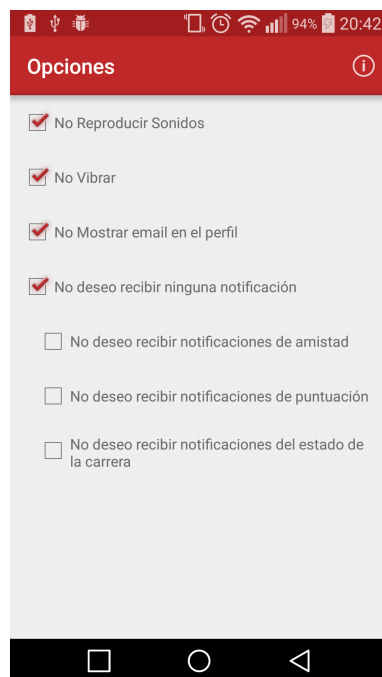 94% 20:42
Opciones
No Reproducir Sonidos
No Vibrar
No Mostrar email en el perfil
No deseo recibir ninguna notificación
No deseo recibir notificaciones de amistad
No deseo recibir notificaciones de puntuación
No deseo recibir notificaciones del estado de
la carrera